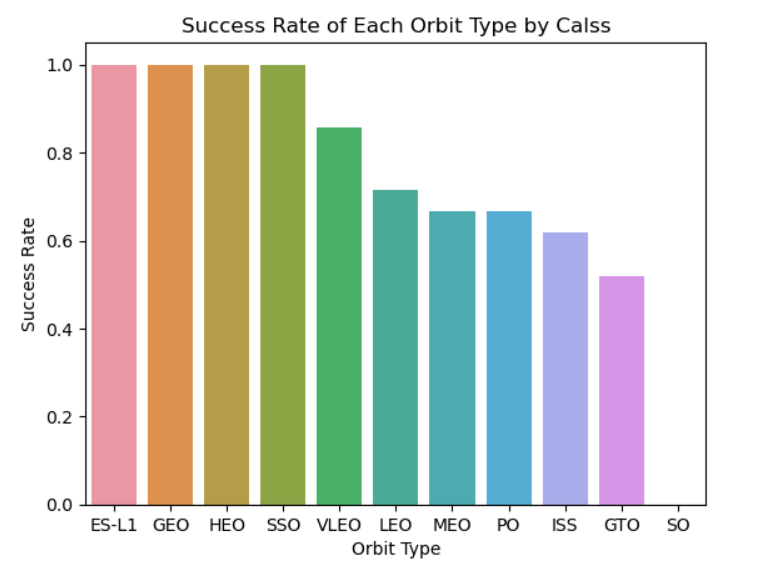 Success Rate of Each Orbit Type by Calss
Success Rate
1.0
0.8
0.6
0.4
0.2
0.0
ES-L1 GEO HEO SSO VLEO LEO MEO PO ISS GTO SO
Orbit Type